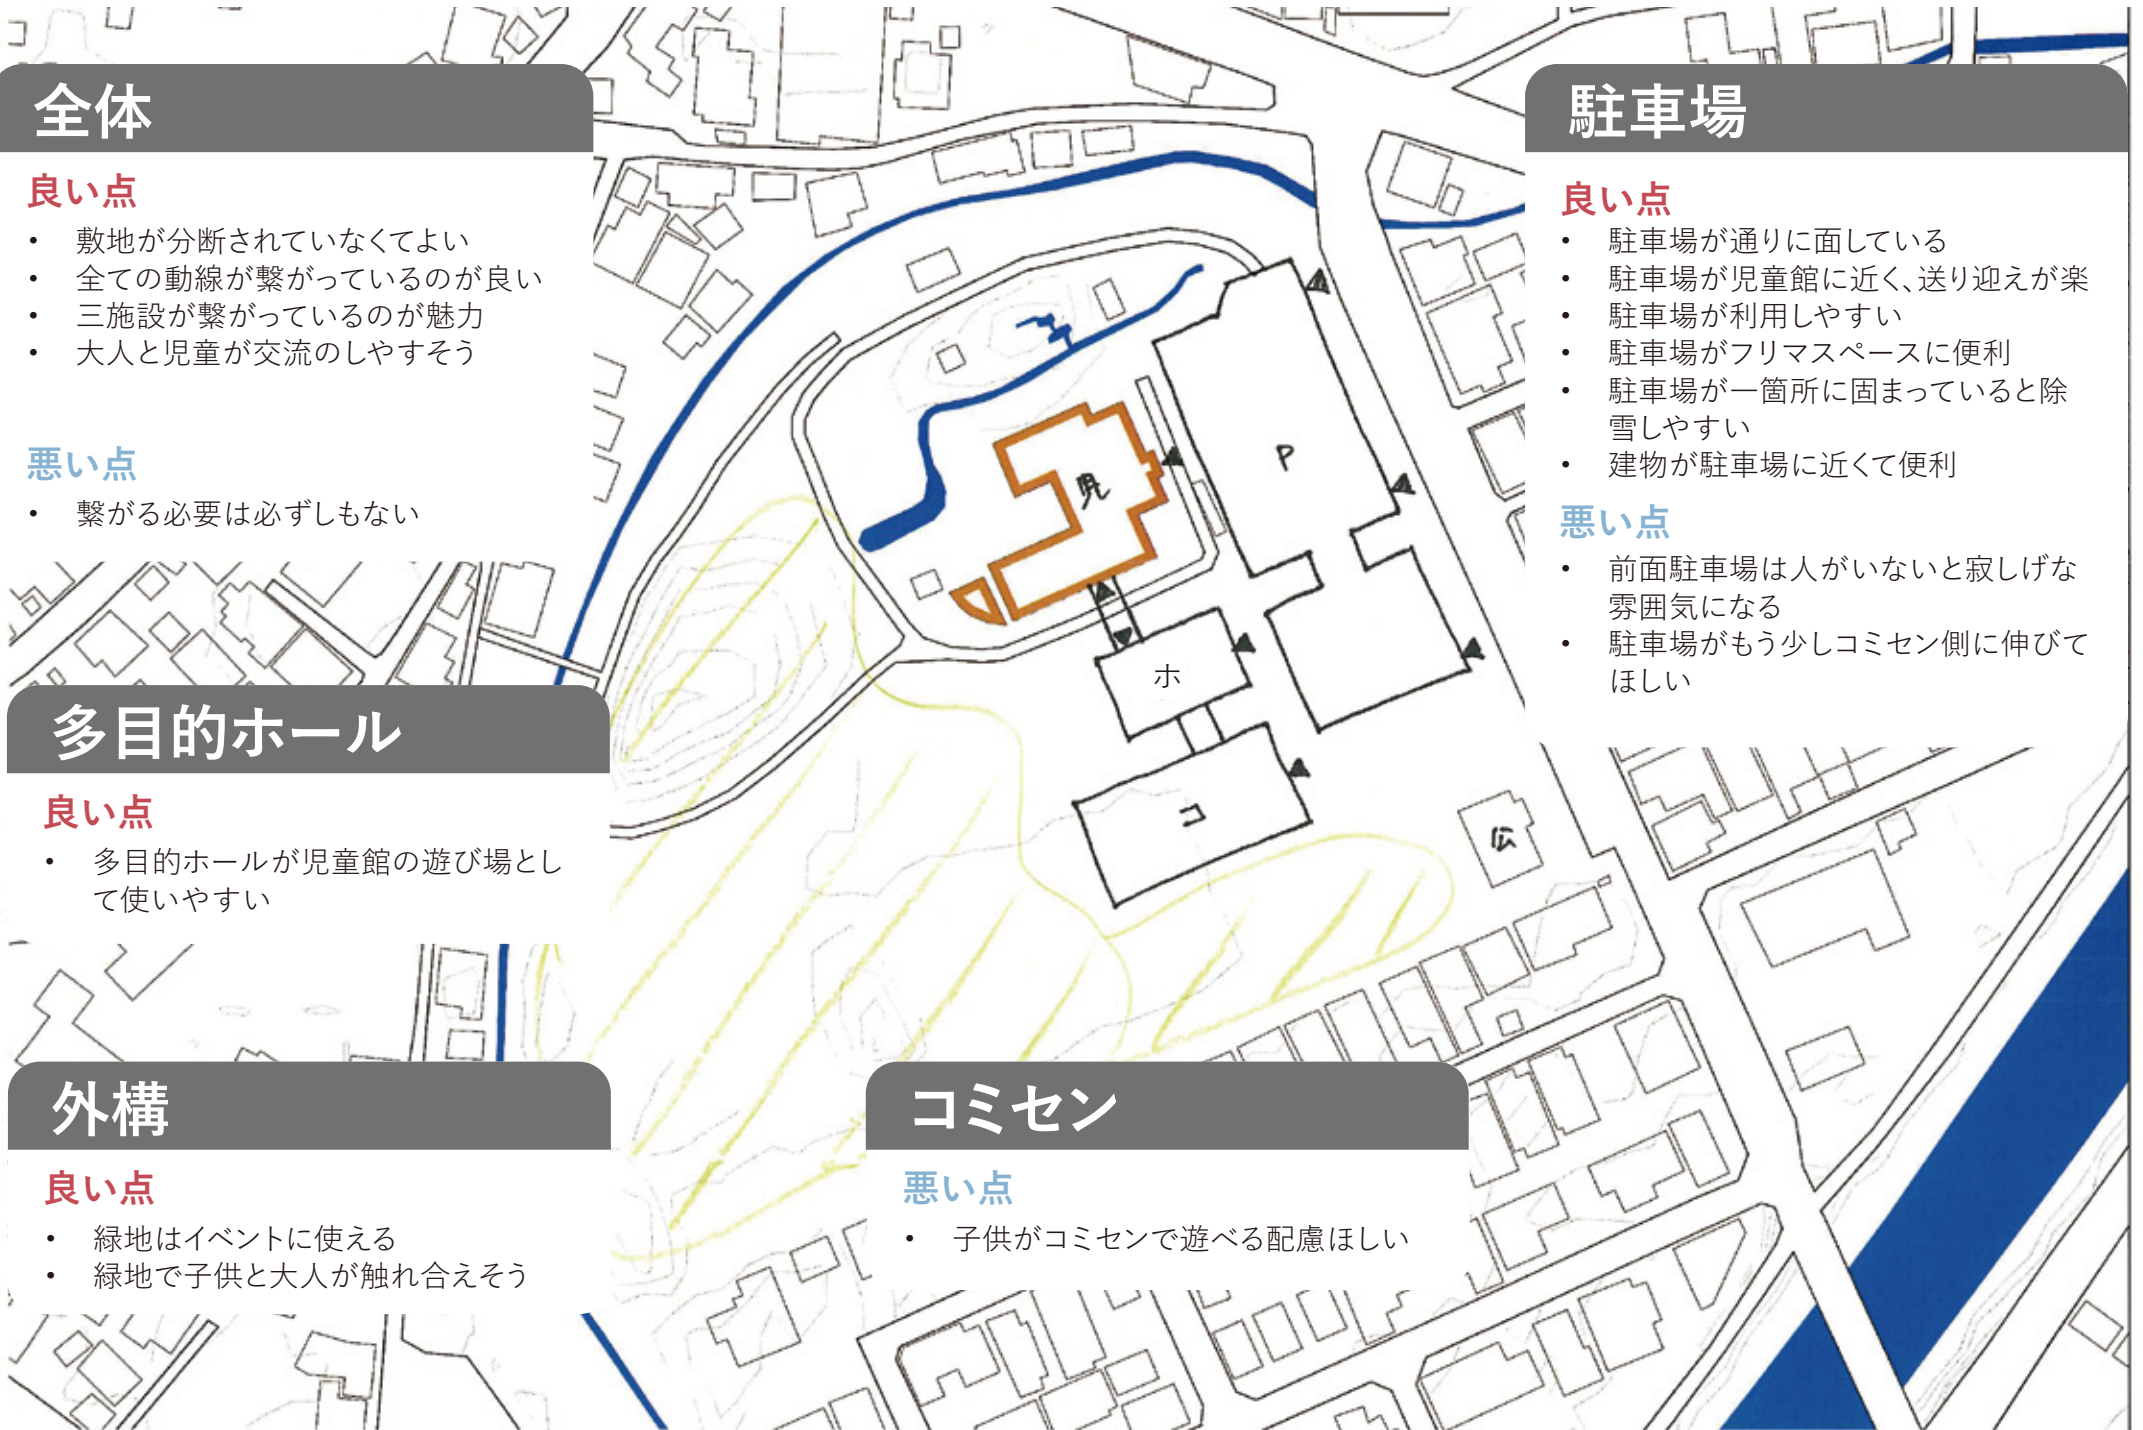 全体
良い点
• 敷地が分断されていなくてよい
• 全ての動線が繋がっているのが良い
• 三施設が繋がっているのが魅力
• 大人と児童が交流のしやすそう
悪い点
• 繋がる必要は必ずしもない
多目的ホール
良い点
• 多目的ホールが児童館の遊び場とし
て使いやすい
外構
良い点
• 緑地はイベントに使える
• 緑地で子供と大人が触れ合えそう
児
P
ホ
コ
広
コミセン
悪い点
• 子供がコミセンで遊べる配慮ほしい
駐車場
良い点
• 駐車場が通りに面している
• 駐車場が児童館に近く、送り迎えが楽
• 駐車場が利用しやすい
• 駐車場がフリマスペースに便利
• 駐車場が一箇所に固まっていると除
雪しやすい
• 建物が駐車場に近くて便利
悪い点
• 前面駐車場は人がいないと寂しげな
雰囲気になる
• 駐車場がもう少しコミセン側に伸びて
ほしい